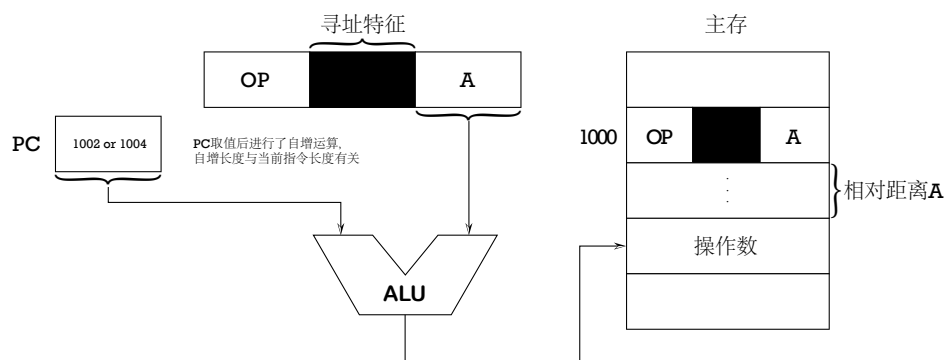 寻址特征
主存
OP
A
PC
1002 or 1004
PC取值后进行了自增运算,
自增长度与当前指令长度有关
1000
OP
A
相对距离A
操作数
ALU